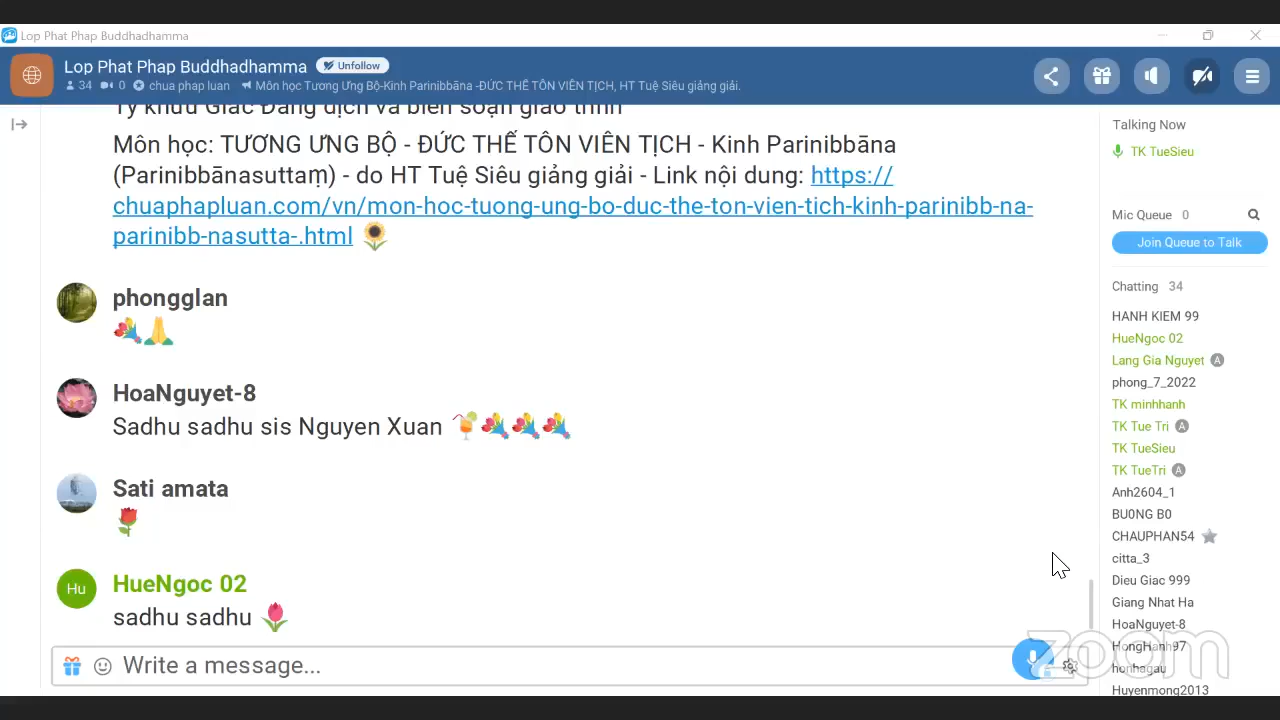 Lop Phat Phap Buddhadhamma
Lop Phat Phap Buddhadhamma Unfollow
34 0 chua phap luan Môn học Tương Ưng Bộ-Kinh Parinibbāna -ĐỨC THẾ TÔN VIÊN TỊCH, HT Tuệ Siêu giảng giải.
Tỳ khưu Giác Đẳng dịch và biên soạn giáo trình
Môn học: TƯƠNG ƯNG BỘ - ĐỨC THẾ TÔN VIÊN TỊCH - Kinh Parinibbāna
(Parinibbānasuttaṃ) - do HT Tuệ Siêu giảng giải - Link nội dung: https://
chuaphapluan.com/vn/mon-hoc-tuong-ung-bo-duc-the-ton-vien-tich-kinh-parinibb-na-
parinibb-nasutta-.html
phongglan
HoaNguyet-8
Sadhu sadhu sis Nguyen Xuan
Sati amata
Hu
HueNgoc 02
sadhu sadhu
Write a message...
Talking Now
TK TueSieu
Mic Queue 0
Join Queue to Talk
Chatting 34
HANH KIEM 99
HueNgoc 02
Lang Gia Nguyet A
phong_7_2022
TK minhhanh
TK Tue Tri A
TK TueSieu
TK TueTri A
Anh2604_1
BU0NG B0
CHAUPHAN54
citta_3
Dieu Giac 999
Giang Nhat Ha
HoaNguyet-8
HongHanh97
honhagau
Huyenmong2013
zoom